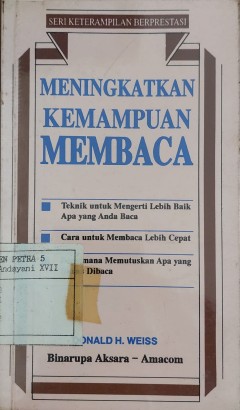 SERI KETERAMPILAN BERPRESTASI
MENINGKATKAN
KEMAMPUAN
MEMBACA
Teknik untuk Mengerti Lebih Baik
Apa yang Anda Baca
Cara untuk Membaca Lebih Cepat
mana Memutuskan Apa yang
Dibaca
EN PETRA 5
Andayani XVII
ONALD H. WEISS
Binarupa Aksara – Amacom